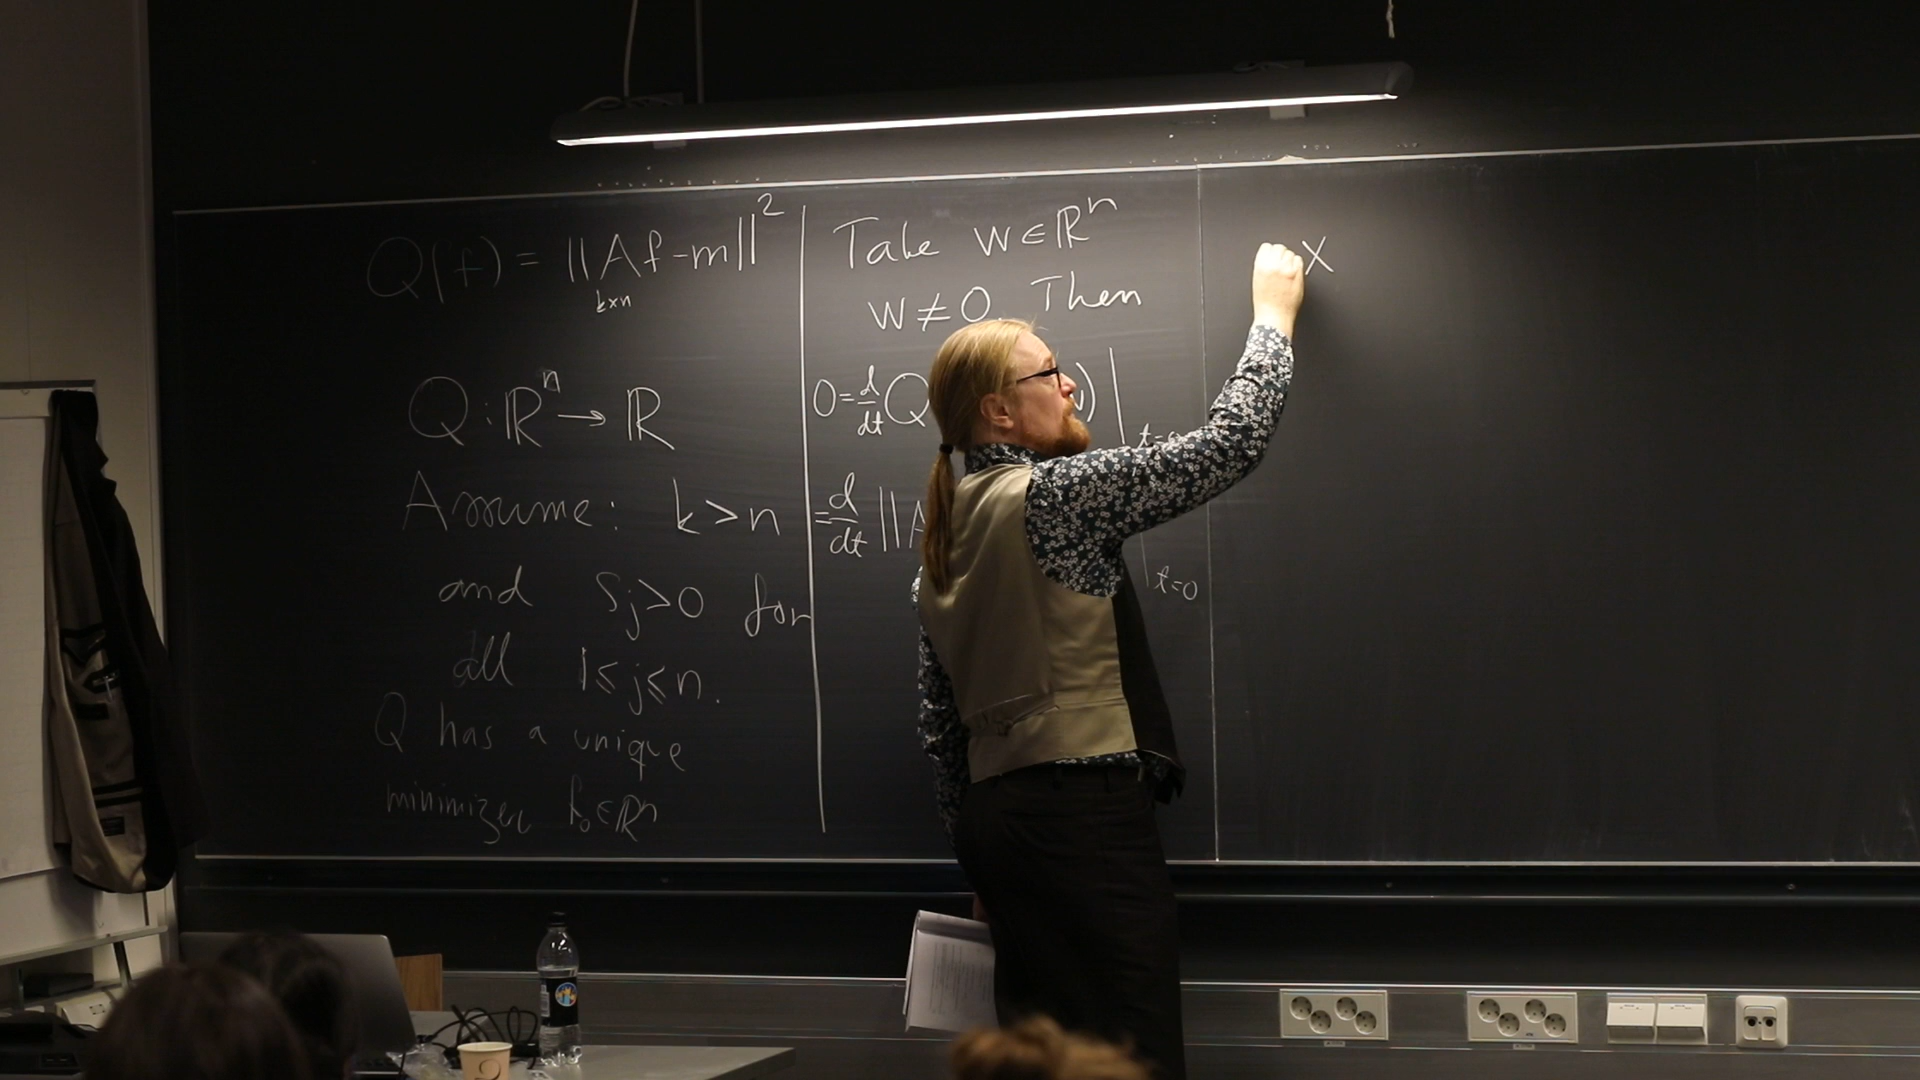 Q(f) = ||Af-m||²
k×n
Q:ℝⁿ→ℝ
Assume: k>n
and sⱼ>0 for
all 1≤j≤n.
Q has a unique
minimizer f₀∈ℝⁿ
Take w∈ℝⁿ
w≠0. Then
0=d/dt Q )|t=0
=d/dt ||A |t=0
X